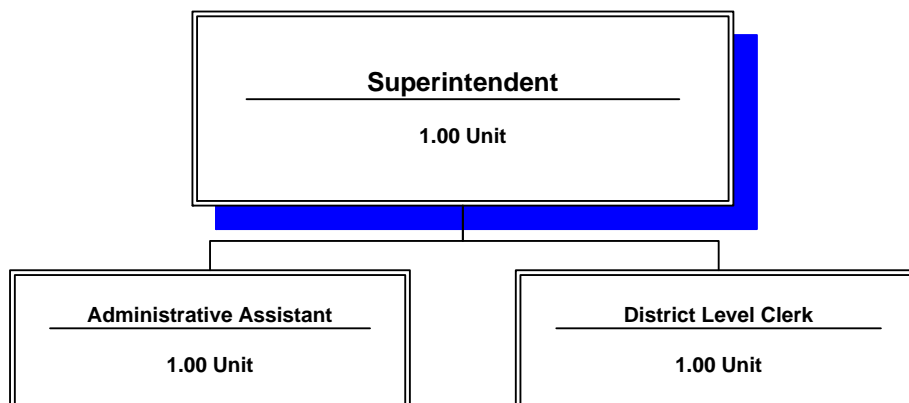 Superintendent
1.00 Unit
Administrative Assistant
1.00 Unit
District Level Clerk
1.00 Unit